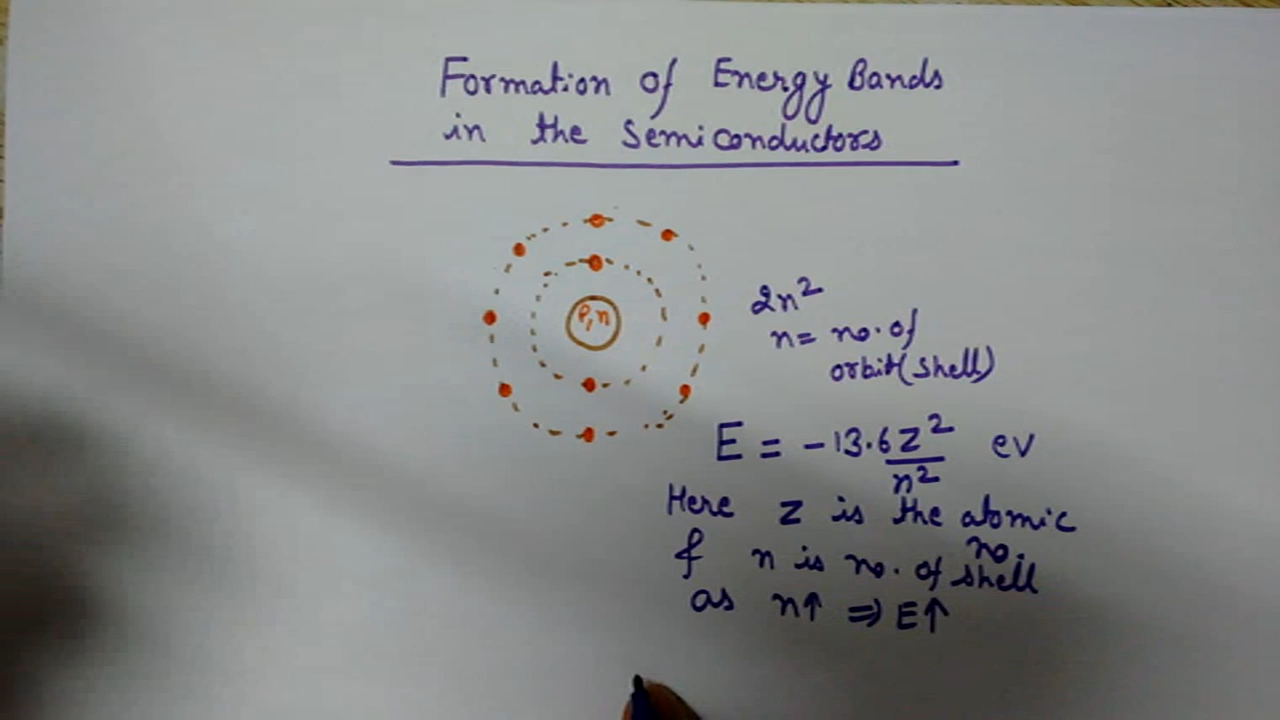 Formation of Energy Bands
in the Semiconductors
P, n
2n²
n = no. of
orbit (shell)
E = -13.6 Z²/n² ev
Here Z is the atomic
no.
& n is no. of shell
as n↑ ⇒ E↑